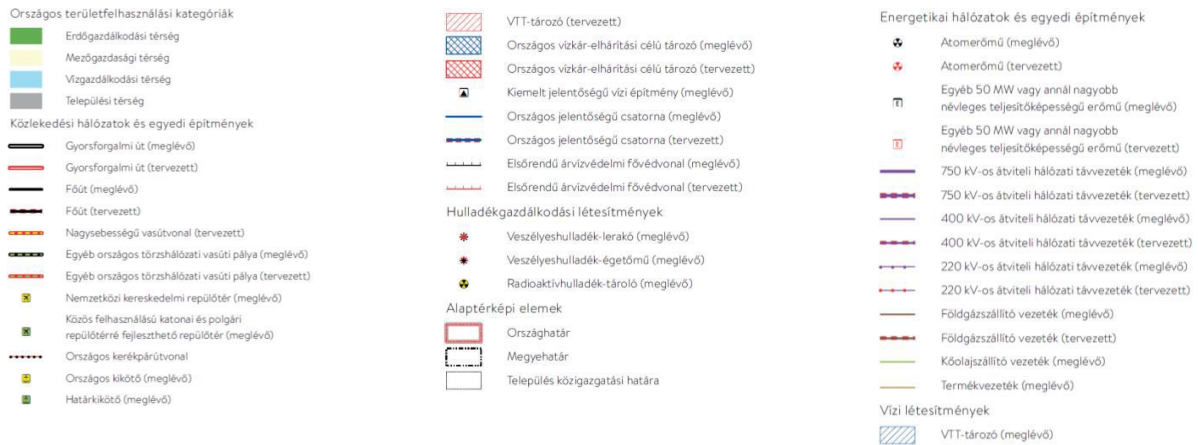 Országos területfelhasználási kategóriák
Erdőgazdálkodási térség
Mezőgazdasági térség
Vízgazdálkodási térség
Települési térség
Közlekedési hálózatok és egyedi építmények
Gyorsforgalmi út (meglévő)
Gyorsforgalmi út (tervezett)
Főút (meglévő)
Főút (tervezett)
Nagysebességű vasútvonal (tervezett)
Egyéb országos törzshálózati vasúti pálya (meglévő)
Egyéb országos törzshálózati vasúti pálya (tervezett)
Nemzetközi kereskedelmi repülőtér (meglévő)
Közös felhasználású katonai és polgári
repülőtérré fejleszthető repülőtér (meglévő)
Országos kerékpárútvonal
Országos kikötő (meglévő)
Határkikötő (meglévő)
VTT-tározó (tervezett)
Országos vízkár-elhárítási célú tározó (meglévő)
Országos vízkár-elhárítási célú tározó (tervezett)
Kiemelt jelentőségű vízi építmény (meglévő)
Országos jelentőségű csatorna (meglévő)
Országos jelentőségű csatorna (tervezett)
Elsőrendű árvízvédelmi fővédvonal (meglévő)
Elsőrendű árvízvédelmi fővédvonal (tervezett)
Hulladékgazdálkodási létesítmények
Veszélyeshulladék-lerakó (meglévő)
Veszélyeshulladék-égetőmű (meglévő)
Radioaktívhulladék-tároló (meglévő)
Alaptérképi elemek
Országhatár
Megyehatár
Település közigazgatási határa
Energetikai hálózatok és egyedi építmények
Atomerőmű (meglévő)
Atomerőmű (tervezett)
Egyéb 50 MW vagy annál nagyobb
névleges teljesítőképességű erőmű (meglévő)
Egyéb 50 MW vagy annál nagyobb
névleges teljesítőképességű erőmű (tervezett)
750 kV-os átviteli hálózati távvezeték (meglévő)
750 kV-os átviteli hálózati távvezeték (tervezett)
400 kV-os átviteli hálózati távvezeték (meglévő)
400 kV-os átviteli hálózati távvezeték (tervezett)
220 kV-os átviteli hálózati távvezeték (meglévő)
220 kV-os átviteli hálózati távvezeték (tervezett)
Földgázszállító vezeték (meglévő)
Földgázszállító vezeték (tervezett)
Kőolajszállító vezeték (meglévő)
Termékvezeték (meglévő)
Vízi létesítmények
VTT-tározó (meglévő)